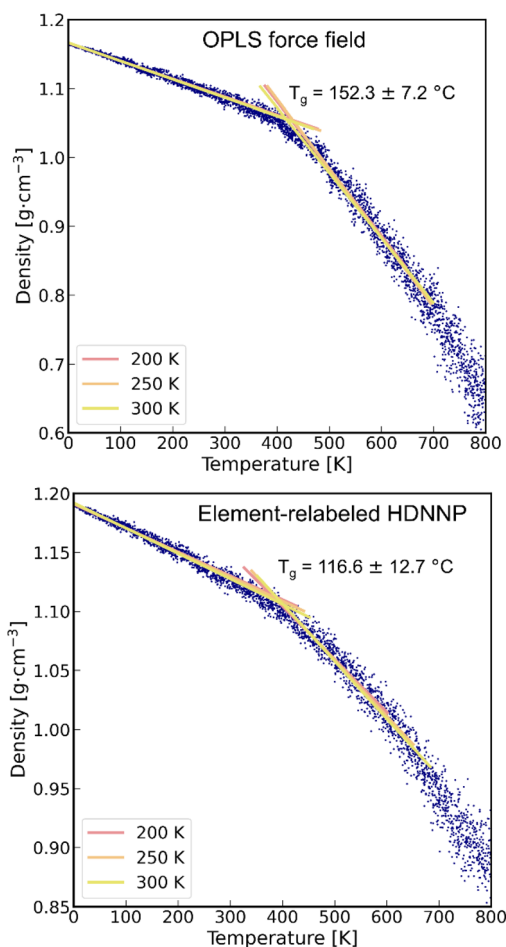 OPLS force field
T_g = 152.3 ± 7.2 °C
Density [g·cm⁻³]
1.2
1.1
1.0
0.9
0.8
0.7
0.6
200 K
250 K
300 K
0 100 200 300 400 500 600 700 800
Temperature [K]
Element-relabeled HDNNP
T_g = 116.6 ± 12.7 °C
Density [g·cm⁻³]
1.20
1.15
1.10
1.05
1.00
0.95
0.90
0.85
200 K
250 K
300 K
0 100 200 300 400 500 600 700 800
Temperature [K]